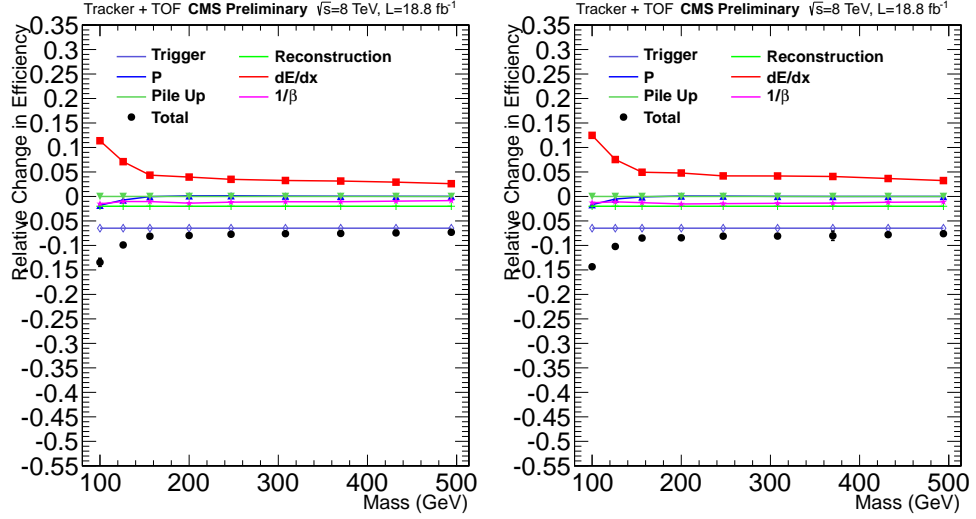 Tracker + TOF CMS Preliminary √s=8 TeV, L=18.8 fb⁻¹
Relative Change in Efficiency
0.35
0.3
0.25
0.2
0.15
0.1
0.05
0
-0.05
-0.1
-0.15
-0.2
-0.25
-0.3
-0.35
-0.4
-0.45
-0.5
-0.55
Trigger
P
Pile Up
Total
Reconstruction
dE/dx
1/β
100 200 300 400 500
Mass (GeV)
Tracker + TOF CMS Preliminary √s=8 TeV, L=18.8 fb⁻¹
Relative Change in Efficiency
0.35
0.3
0.25
0.2
0.15
0.1
0.05
0
-0.05
-0.1
-0.15
-0.2
-0.25
-0.3
-0.35
-0.4
-0.45
-0.5
-0.55
Trigger
P
Pile Up
Total
Reconstruction
dE/dx
1/β
100 200 300 400 500
Mass (GeV)